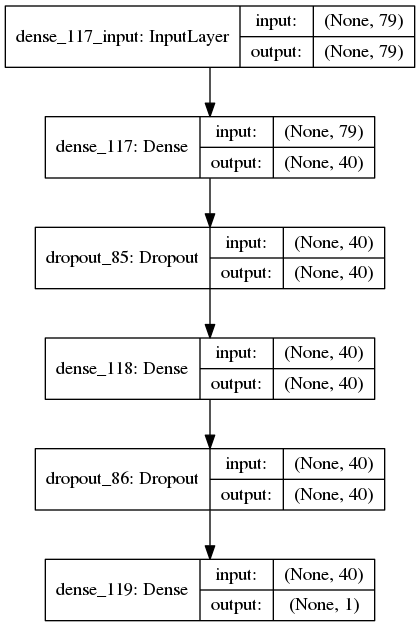 dense_117_input: InputLayer
input: (None, 79)
output: (None, 79)
dense_117: Dense
input: (None, 79)
output: (None, 40)
dropout_85: Dropout
input: (None, 40)
output: (None, 40)
dense_118: Dense
input: (None, 40)
output: (None, 40)
dropout_86: Dropout
input: (None, 40)
output: (None, 40)
dense_119: Dense
input: (None, 40)
output: (None, 1)